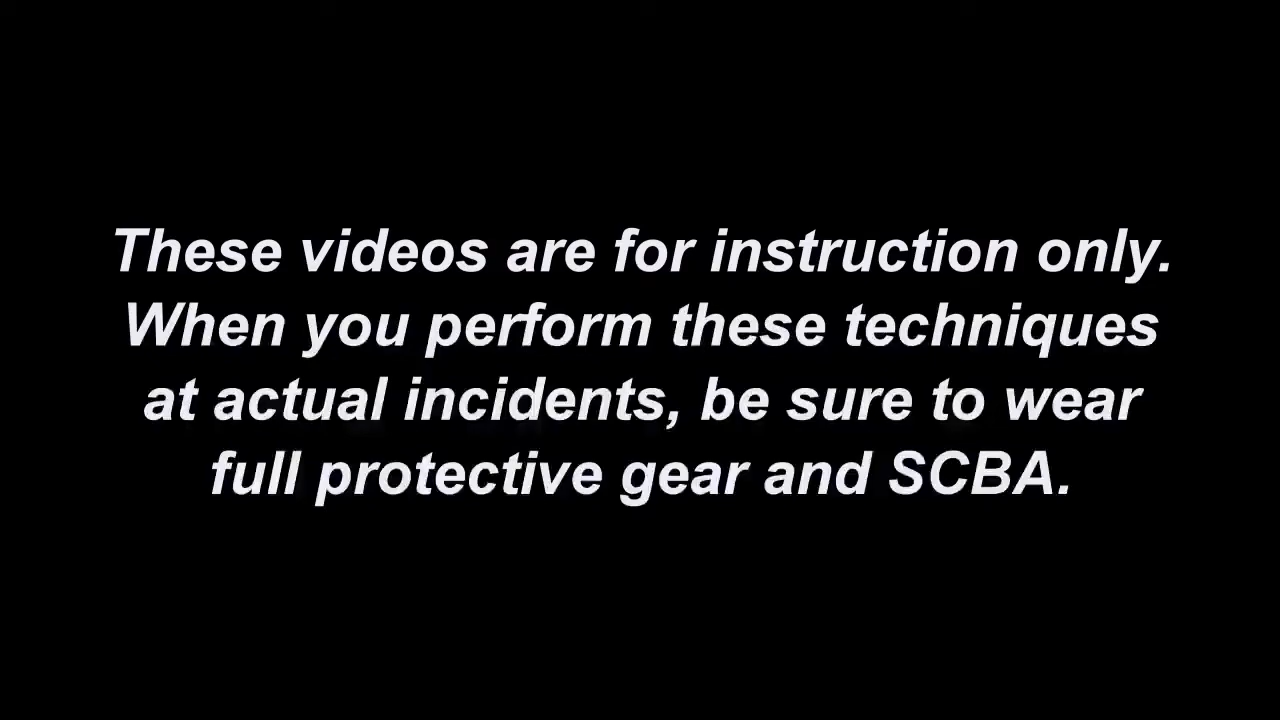 These videos are for instruction only.
When you perform these techniques
at actual incidents, be sure to wear
full protective gear and SCBA.